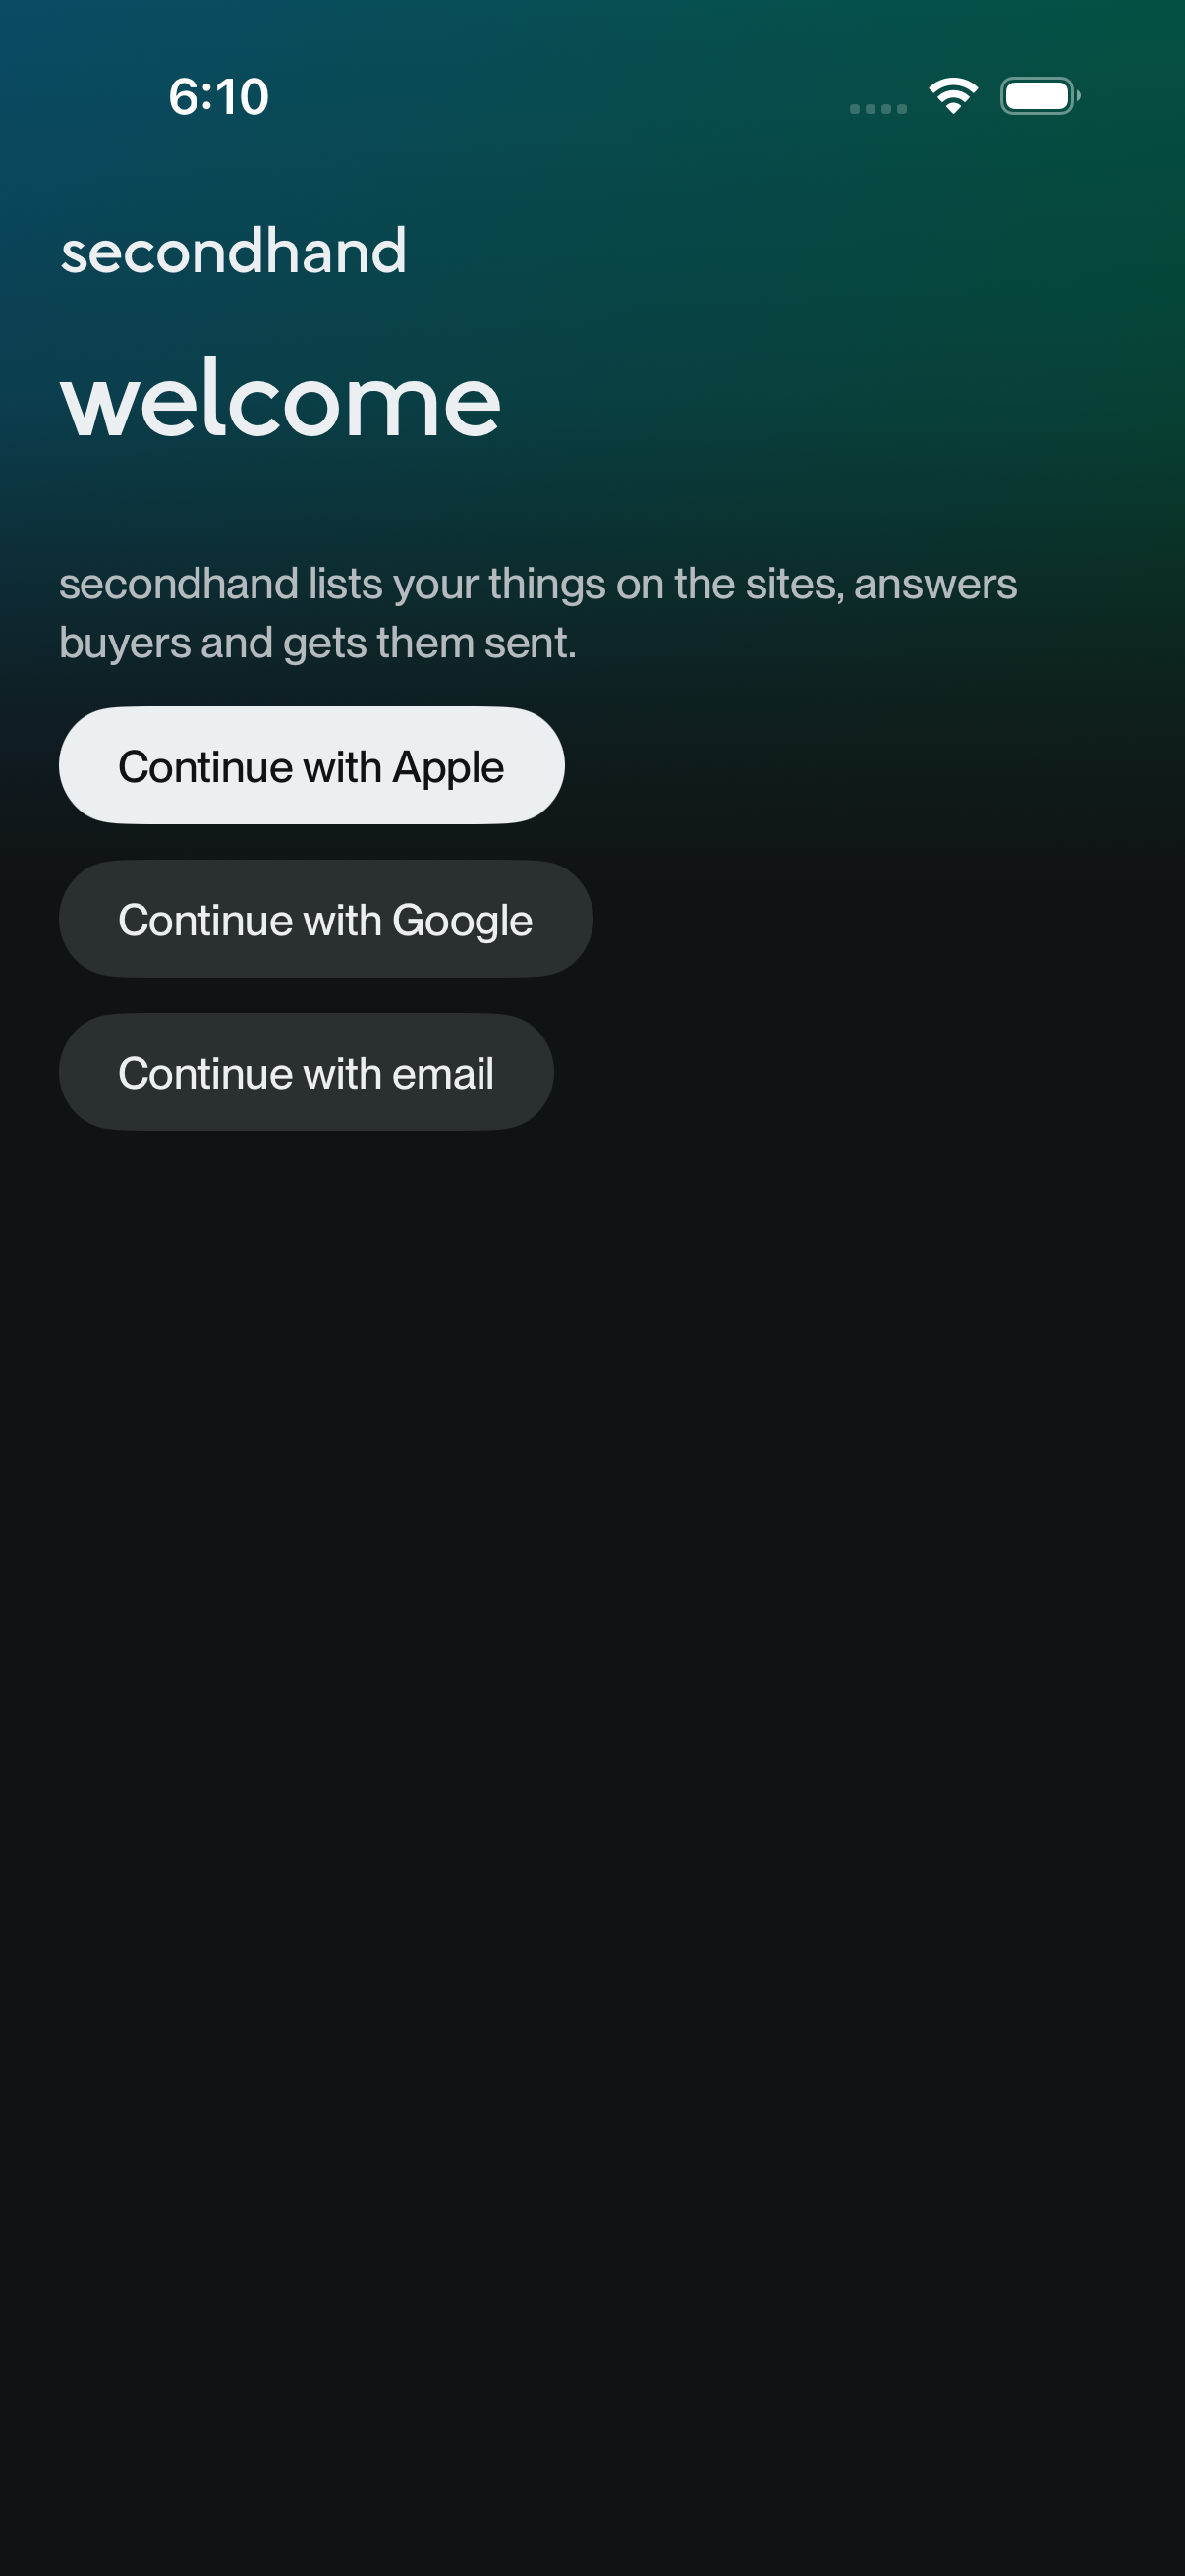 6:10
secondhand
welcome
secondhand lists your things on the sites, answers
buyers and gets them sent.
Continue with Apple
Continue with Google
Continue with email